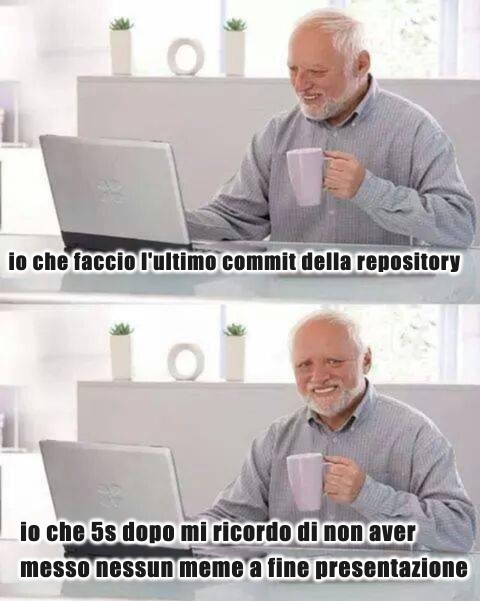 io che faccio l'ultimo commit della repository
io che 5s dopo mi ricordo di non aver
messo nessun meme a fine presentazione